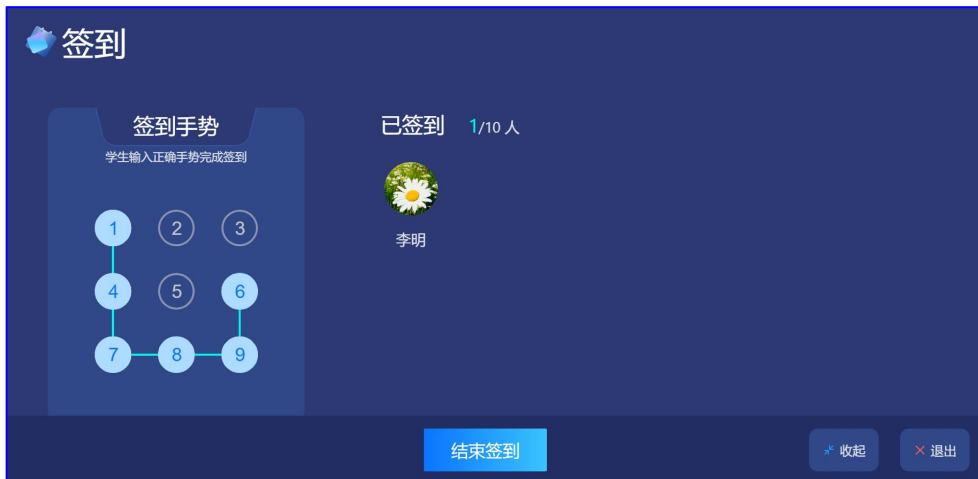 签到
签到手势
学生输入正确手势完成签到
1 2 3
4 5 6
7 8 9
已签到 1/10 人
李明
结束签到
收起
退出